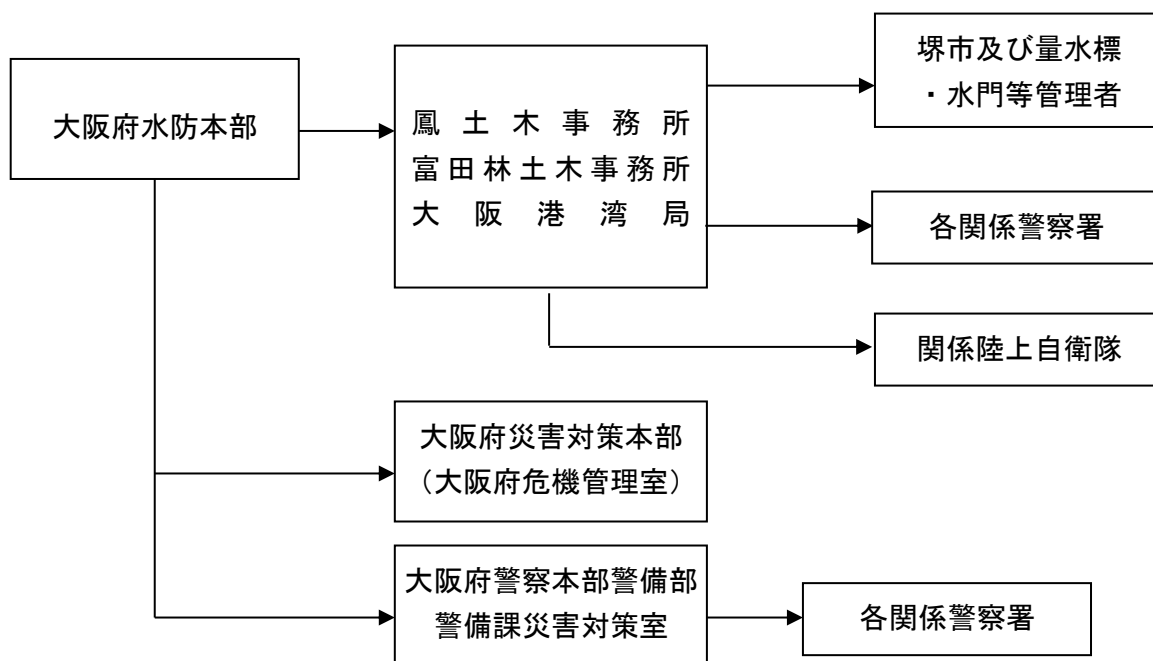 大阪府水防本部
鳳土木事務所
富田林土木事務所
大阪港湾局
堺市及び量水標
・水門等管理者
各関係警察署
関係陸上自衛隊
大阪府災害対策本部
（大阪府危機管理室）
大阪府警察本部警備部
警備課災害対策室
各関係警察署